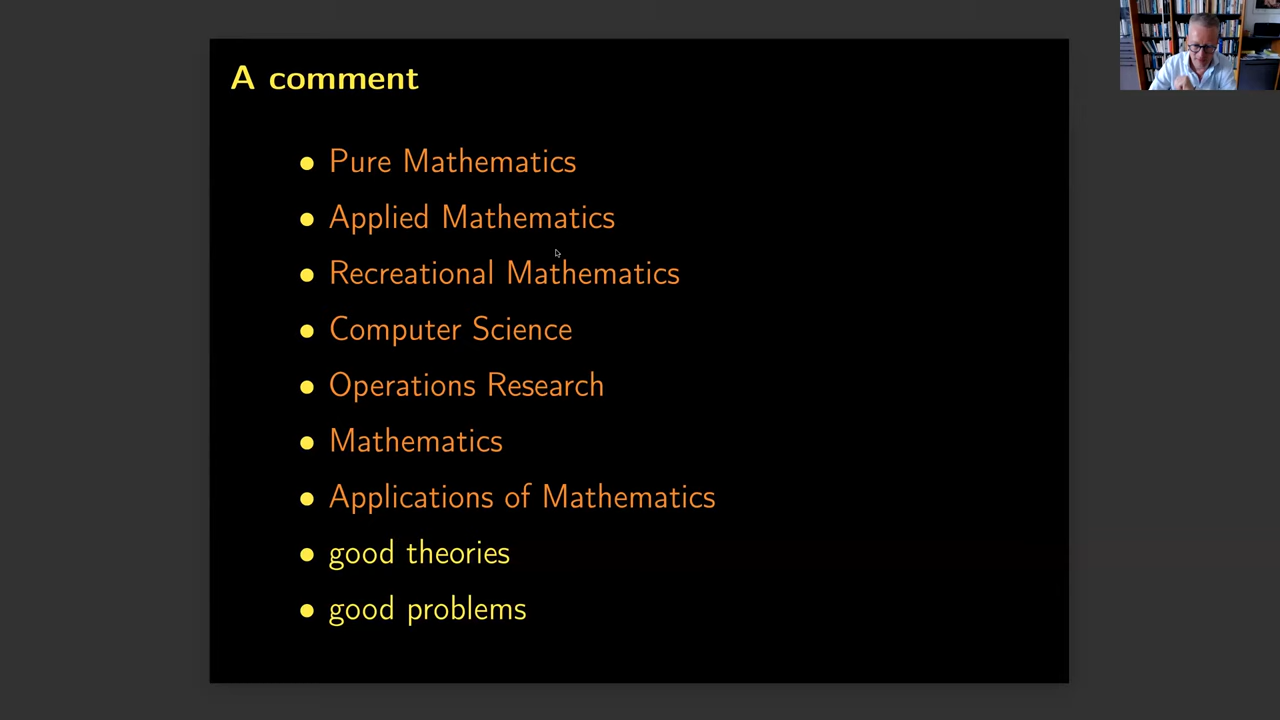 A comment
• Pure Mathematics
• Applied Mathematics
• Recreational Mathematics
• Computer Science
• Operations Research
• Mathematics
• Applications of Mathematics
• good theories
• good problems